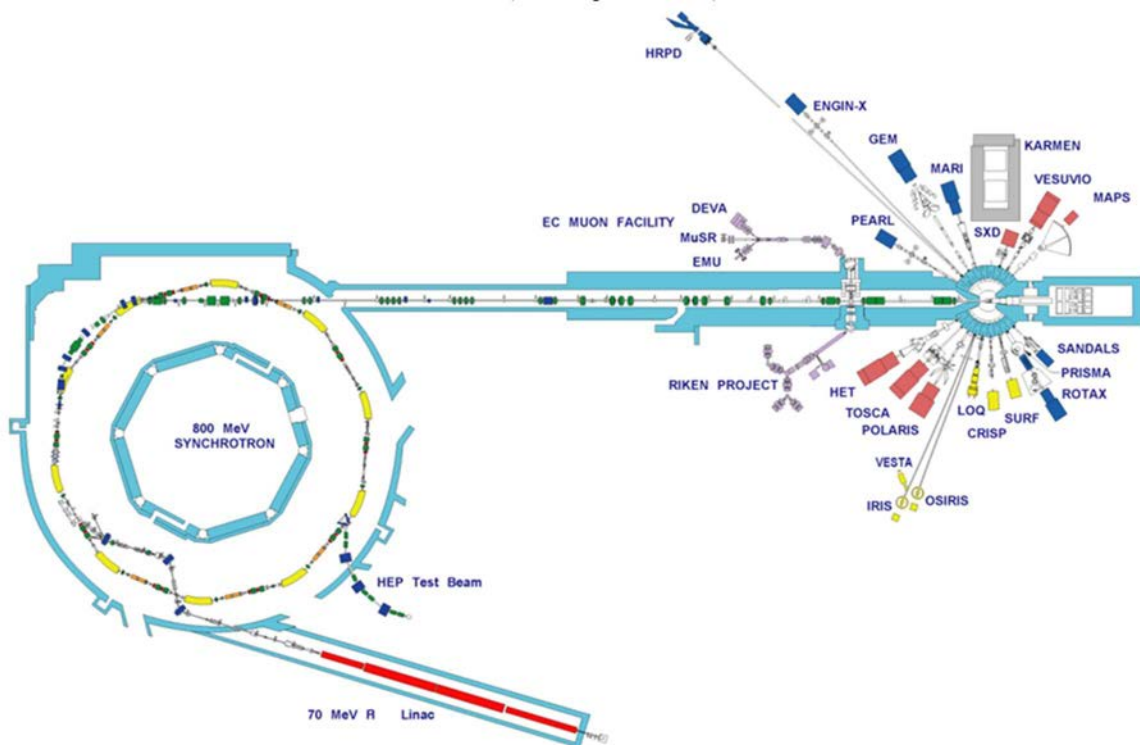 HRPD
ENGIN-X
GEM
MARI
KARMEN
VESUVIO
MAPS
DEVA
EC MUON FACILITY
MuSR
EMU
PEARL
SXD
RIKEN PROJECT
HET
TOSCA
POLARIS
LOQ
CRISP
SURF
SANDALS
PRISMA
ROTAX
VESTA
IRIS
OSIRIS
800 MeV
SYNCHROTRON
HEP Test Beam
70 MeV R Linac